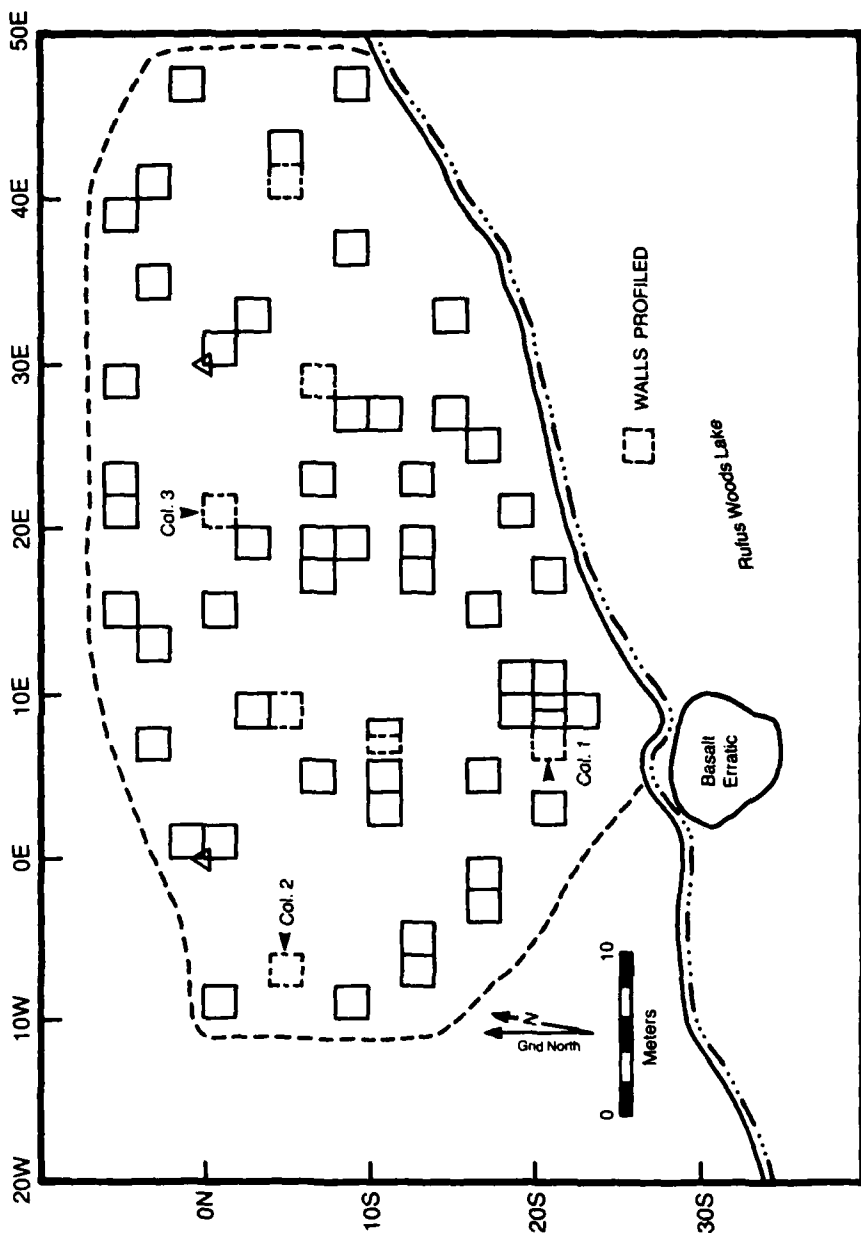 20W
10W
0E
10E
20E
30E
40E
50E
0N
10S
20S
30S
Col. 2
Col. 3
Col. 1
WALLS PROFILED
Rufus Woods Lake
Basalt
Erratic
N
Grid North
0
10
Meters